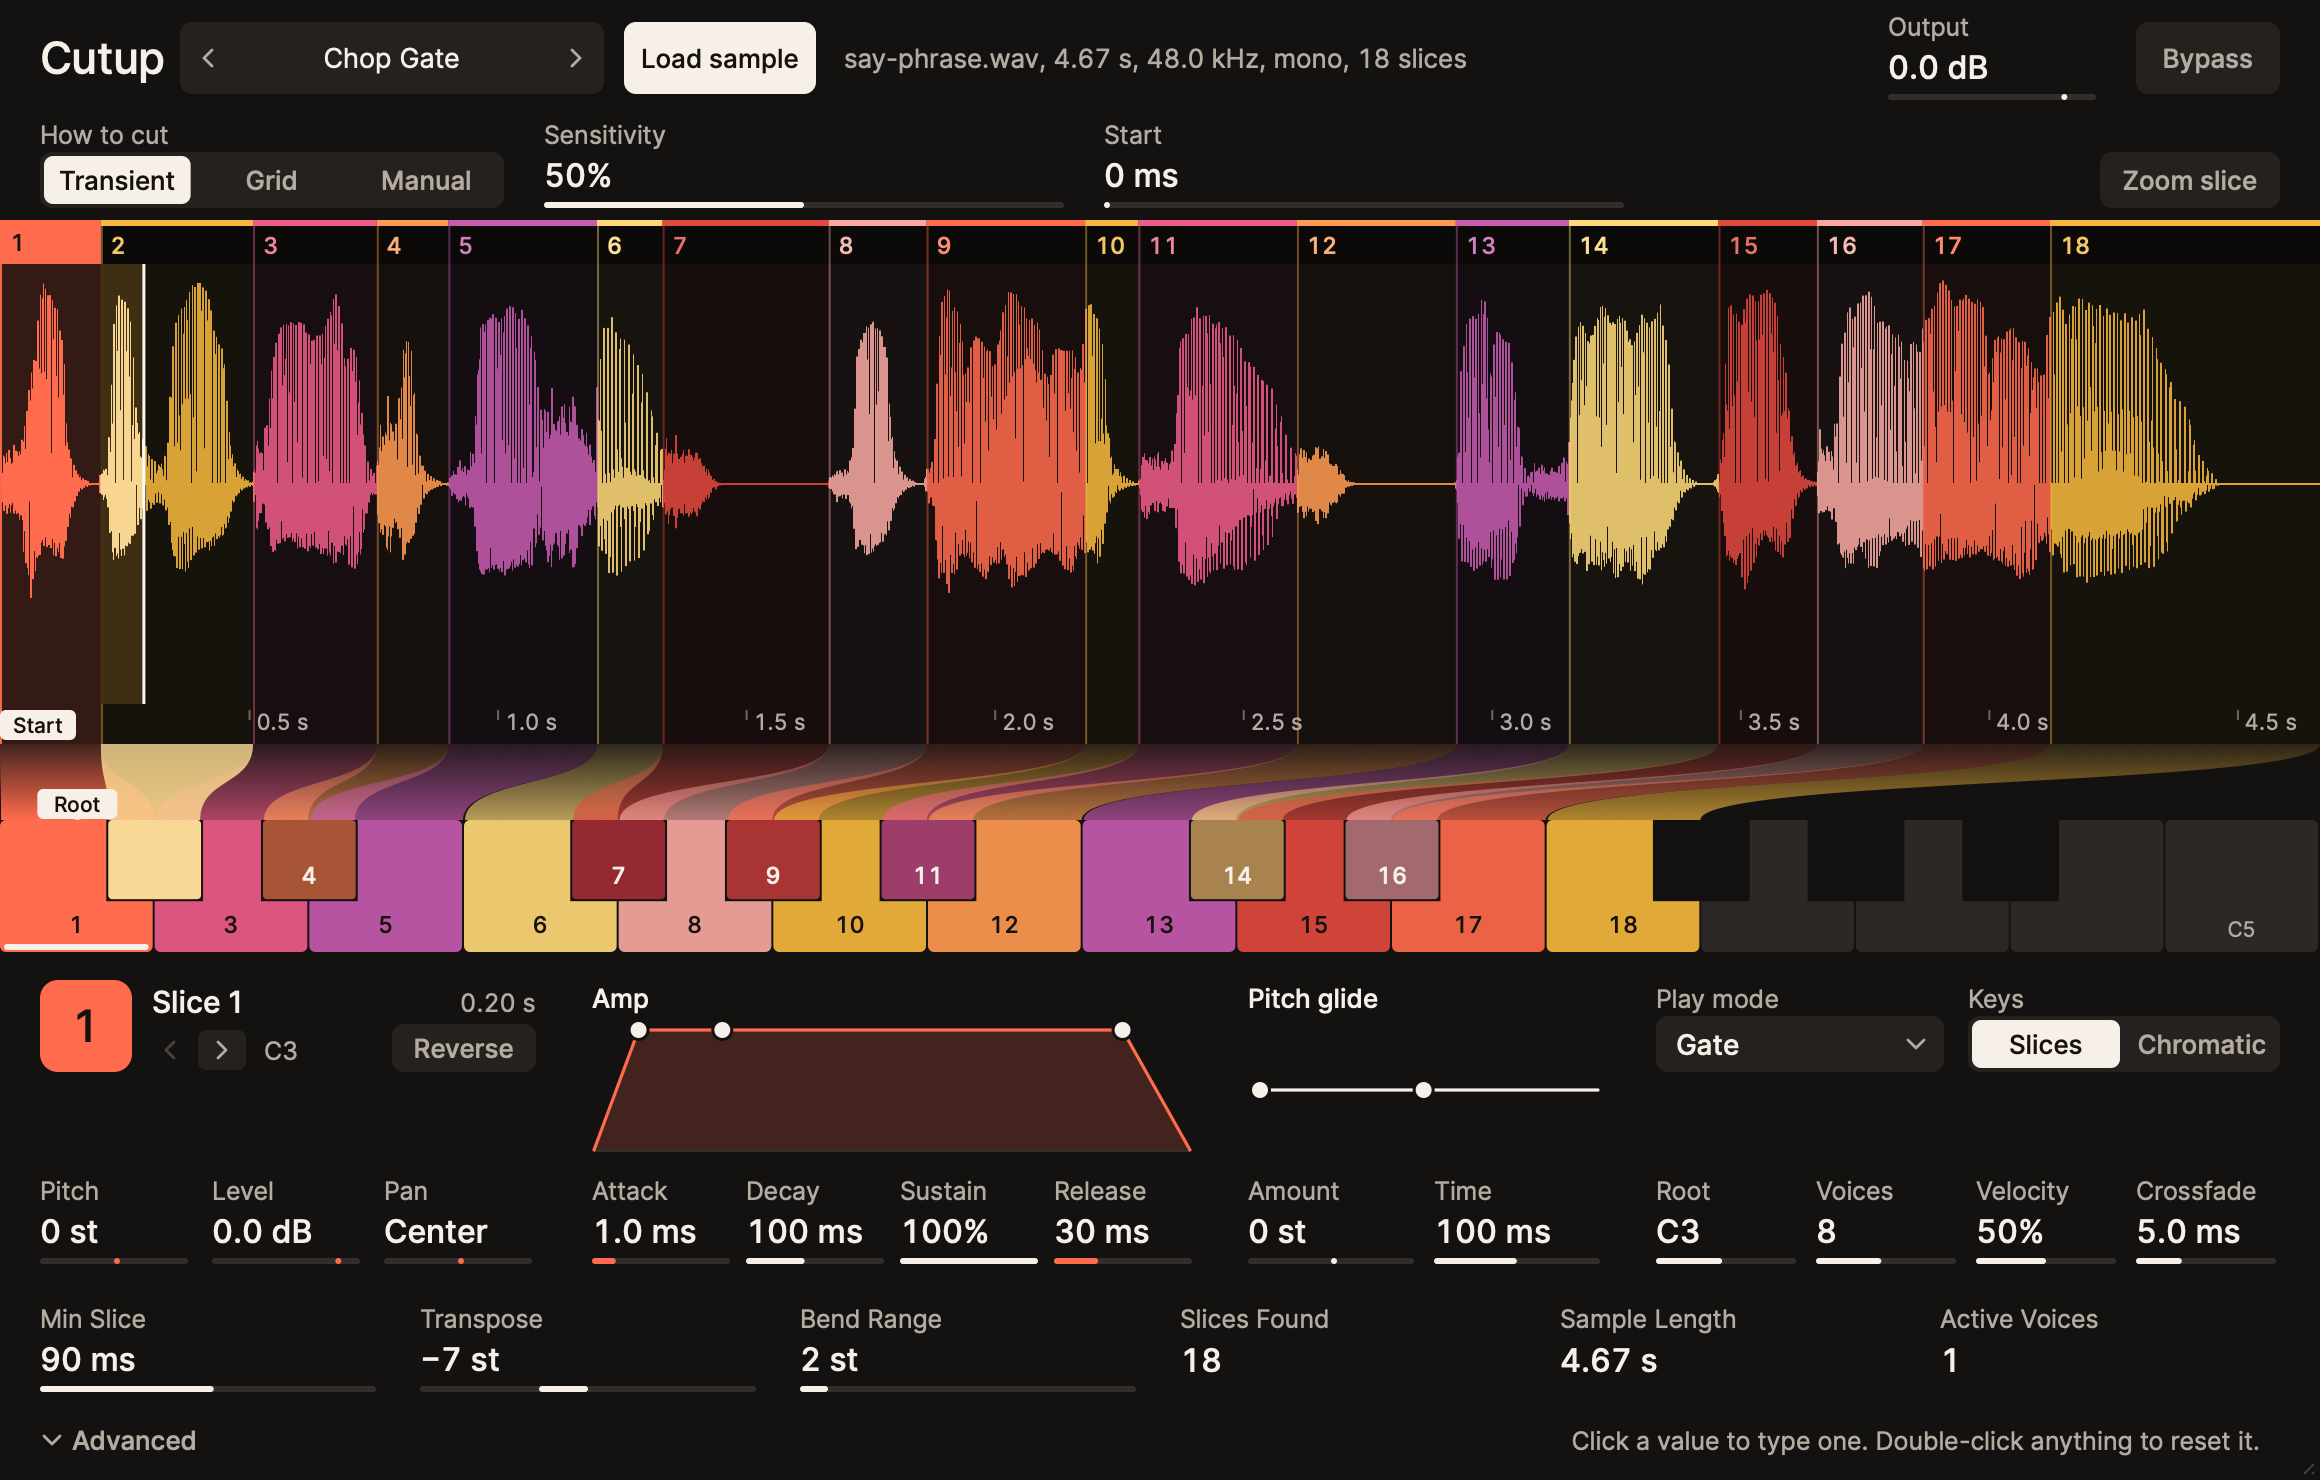 Cutup
Chop Gate
Load sample
say-phrase.wav, 4.67 s, 48.0 kHz, mono, 18 slices
Output
0.0 dB
Bypass
How to cut
Transient Grid Manual
Sensitivity
50%
Start
0 ms
Zoom slice
1 2 3 4 5 6 7 8 9 10 11 12 13 14 15 16 17 18
Start
0.5 s 1.0 s 1.5 s 2.0 s 2.5 s 3.0 s 3.5 s 4.0 s 4.5 s
Root
4 7 9 11 14 16
1 3 5 6 8 10 12 13 15 17 18 C5
1
Slice 1
0.20 s
C3
Reverse
Amp
Pitch glide
Play mode
Gate
Keys
Slices Chromatic
Pitch Level Pan Attack Decay Sustain Release Amount Time Root Voices Velocity Crossfade
0 st 0.0 dB Center 1.0 ms 100 ms 100% 30 ms 0 st 100 ms C3 8 50% 5.0 ms
Min Slice Transpose Bend Range Slices Found Sample Length Active Voices
90 ms −7 st 2 st 18 4.67 s 1
Advanced
Click a value to type one. Double-click anything to reset it.